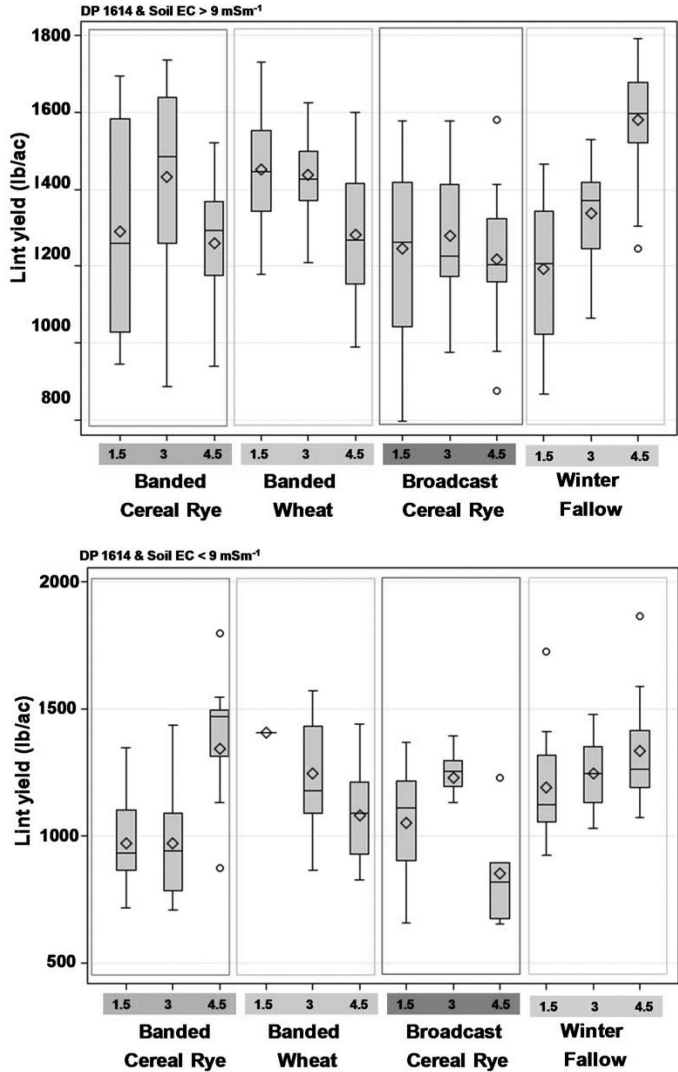 DP 1614 & Soil EC > 9 mSm⁻¹
Lint yield (lb/ac)
1800
1600
1400
1200
1000
800
1.5 3 4.5 1.5 3 4.5 1.5 3 4.5 1.5 3 4.5
Banded Banded Broadcast Winter
Cereal Rye Wheat Cereal Rye Fallow
DP 1614 & Soil EC < 9 mSm⁻¹
Lint yield (lb/ac)
2000
1500
1000
500
1.5 3 4.5 1.5 3 4.5 1.5 3 4.5 1.5 3 4.5
Banded Banded Broadcast Winter
Cereal Rye Wheat Cereal Rye Fallow